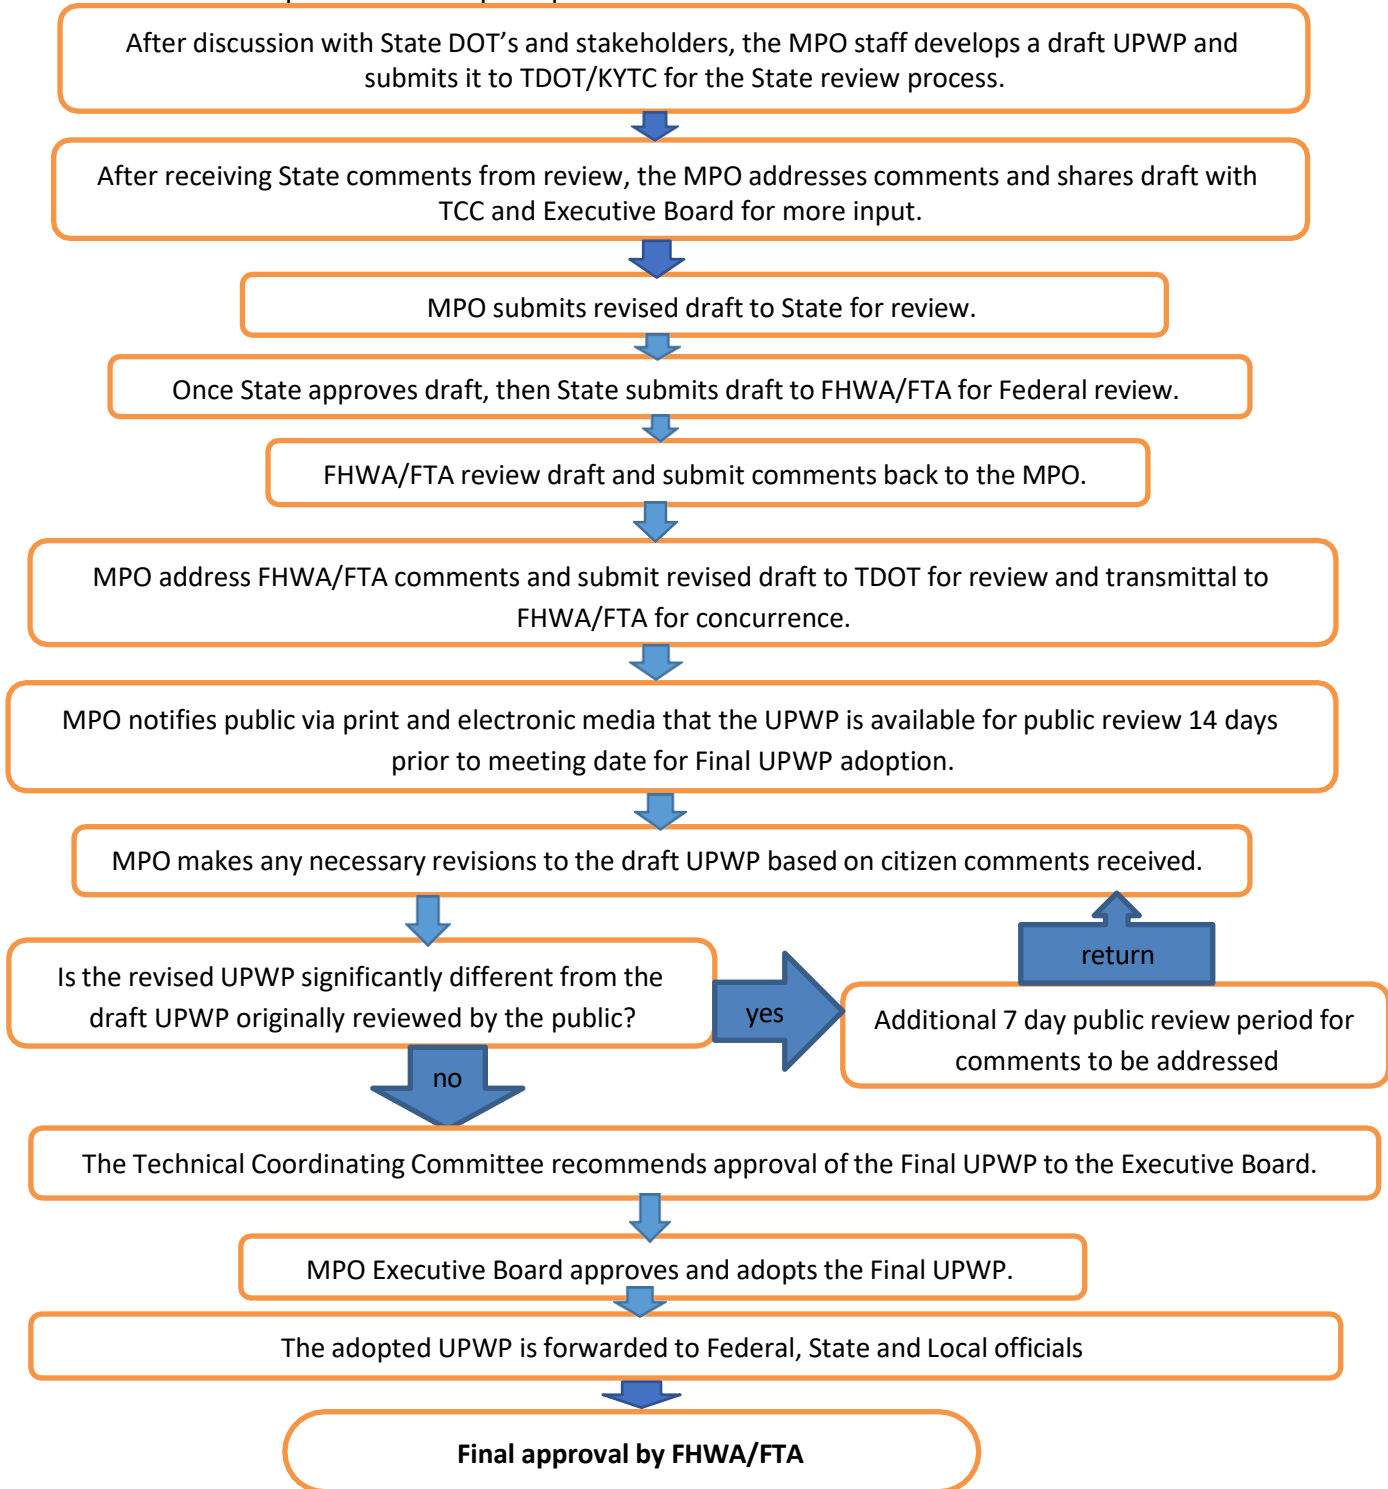 After discussion with State DOT's and stakeholders, the MPO staff develops a draft UPWP and
submits it to TDOT/KYTC for the State review process.
After receiving State comments from review, the MPO addresses comments and shares draft with
TCC and Executive Board for more input.
MPO submits revised draft to State for review.
Once State approves draft, then State submits draft to FHWA/FTA for Federal review.
FHWA/FTA review draft and submit comments back to the MPO.
MPO address FHWA/FTA comments and submit revised draft to TDOT for review and transmittal to
FHWA/FTA for concurrence.
MPO notifies public via print and electronic media that the UPWP is available for public review 14 days
prior to meeting date for Final UPWP adoption.
MPO makes any necessary revisions to the draft UPWP based on citizen comments received.
Is the revised UPWP significantly different from the
draft UPWP originally reviewed by the public?
yes
return
Additional 7 day public review period for
comments to be addressed
no
The Technical Coordinating Committee recommends approval of the Final UPWP to the Executive Board.
MPO Executive Board approves and adopts the Final UPWP.
The adopted UPWP is forwarded to Federal, State and Local officials
Final approval by FHWA/FTA